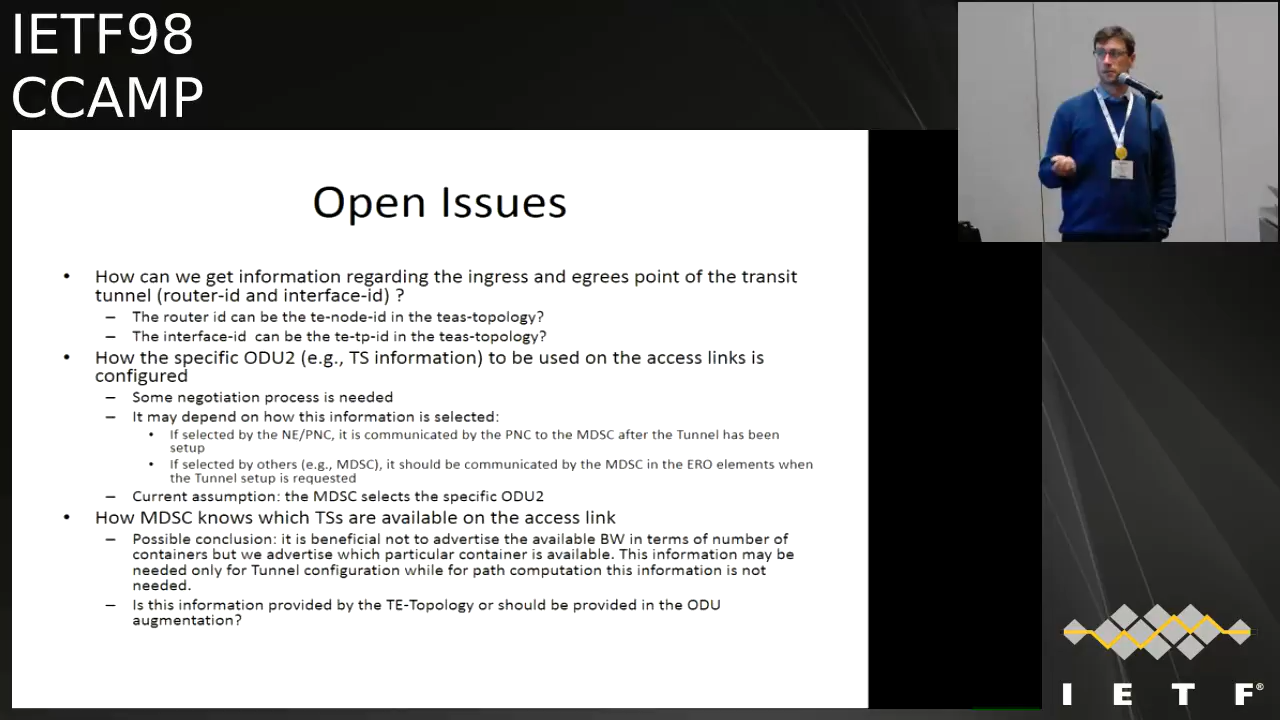 IETF98
CCAMP
Open Issues
• How can we get information regarding the ingress and egrees point of the transit
tunnel (router-id and interface-id) ?
– The router id can be the te-node-id in the teas-topology?
– The interface-id can be the te-tp-id in the teas-topology?
• How the specific ODU2 (e.g., TS information) to be used on the access links is
configured
– Some negotiation process is needed
– It may depend on how this information is selected:
• If selected by the NE/PNC, it is communicated by the PNC to the MDSC after the Tunnel has been
setup
• If selected by others (e.g., MDSC), it should be communicated by the MDSC in the ERO elements when
the Tunnel setup is requested
– Current assumption: the MDSC selects the specific ODU2
• How MDSC knows which TSs are available on the access link
– Possible conclusion: it is beneficial not to advertise the available BW in terms of number of
containers but we advertise which particular container is available. This information may be
needed only for Tunnel configuration while for path computation this information is not
needed.
– Is this information provided by the TE-Topology or should be provided in the ODU
augmentation?
I E T F®